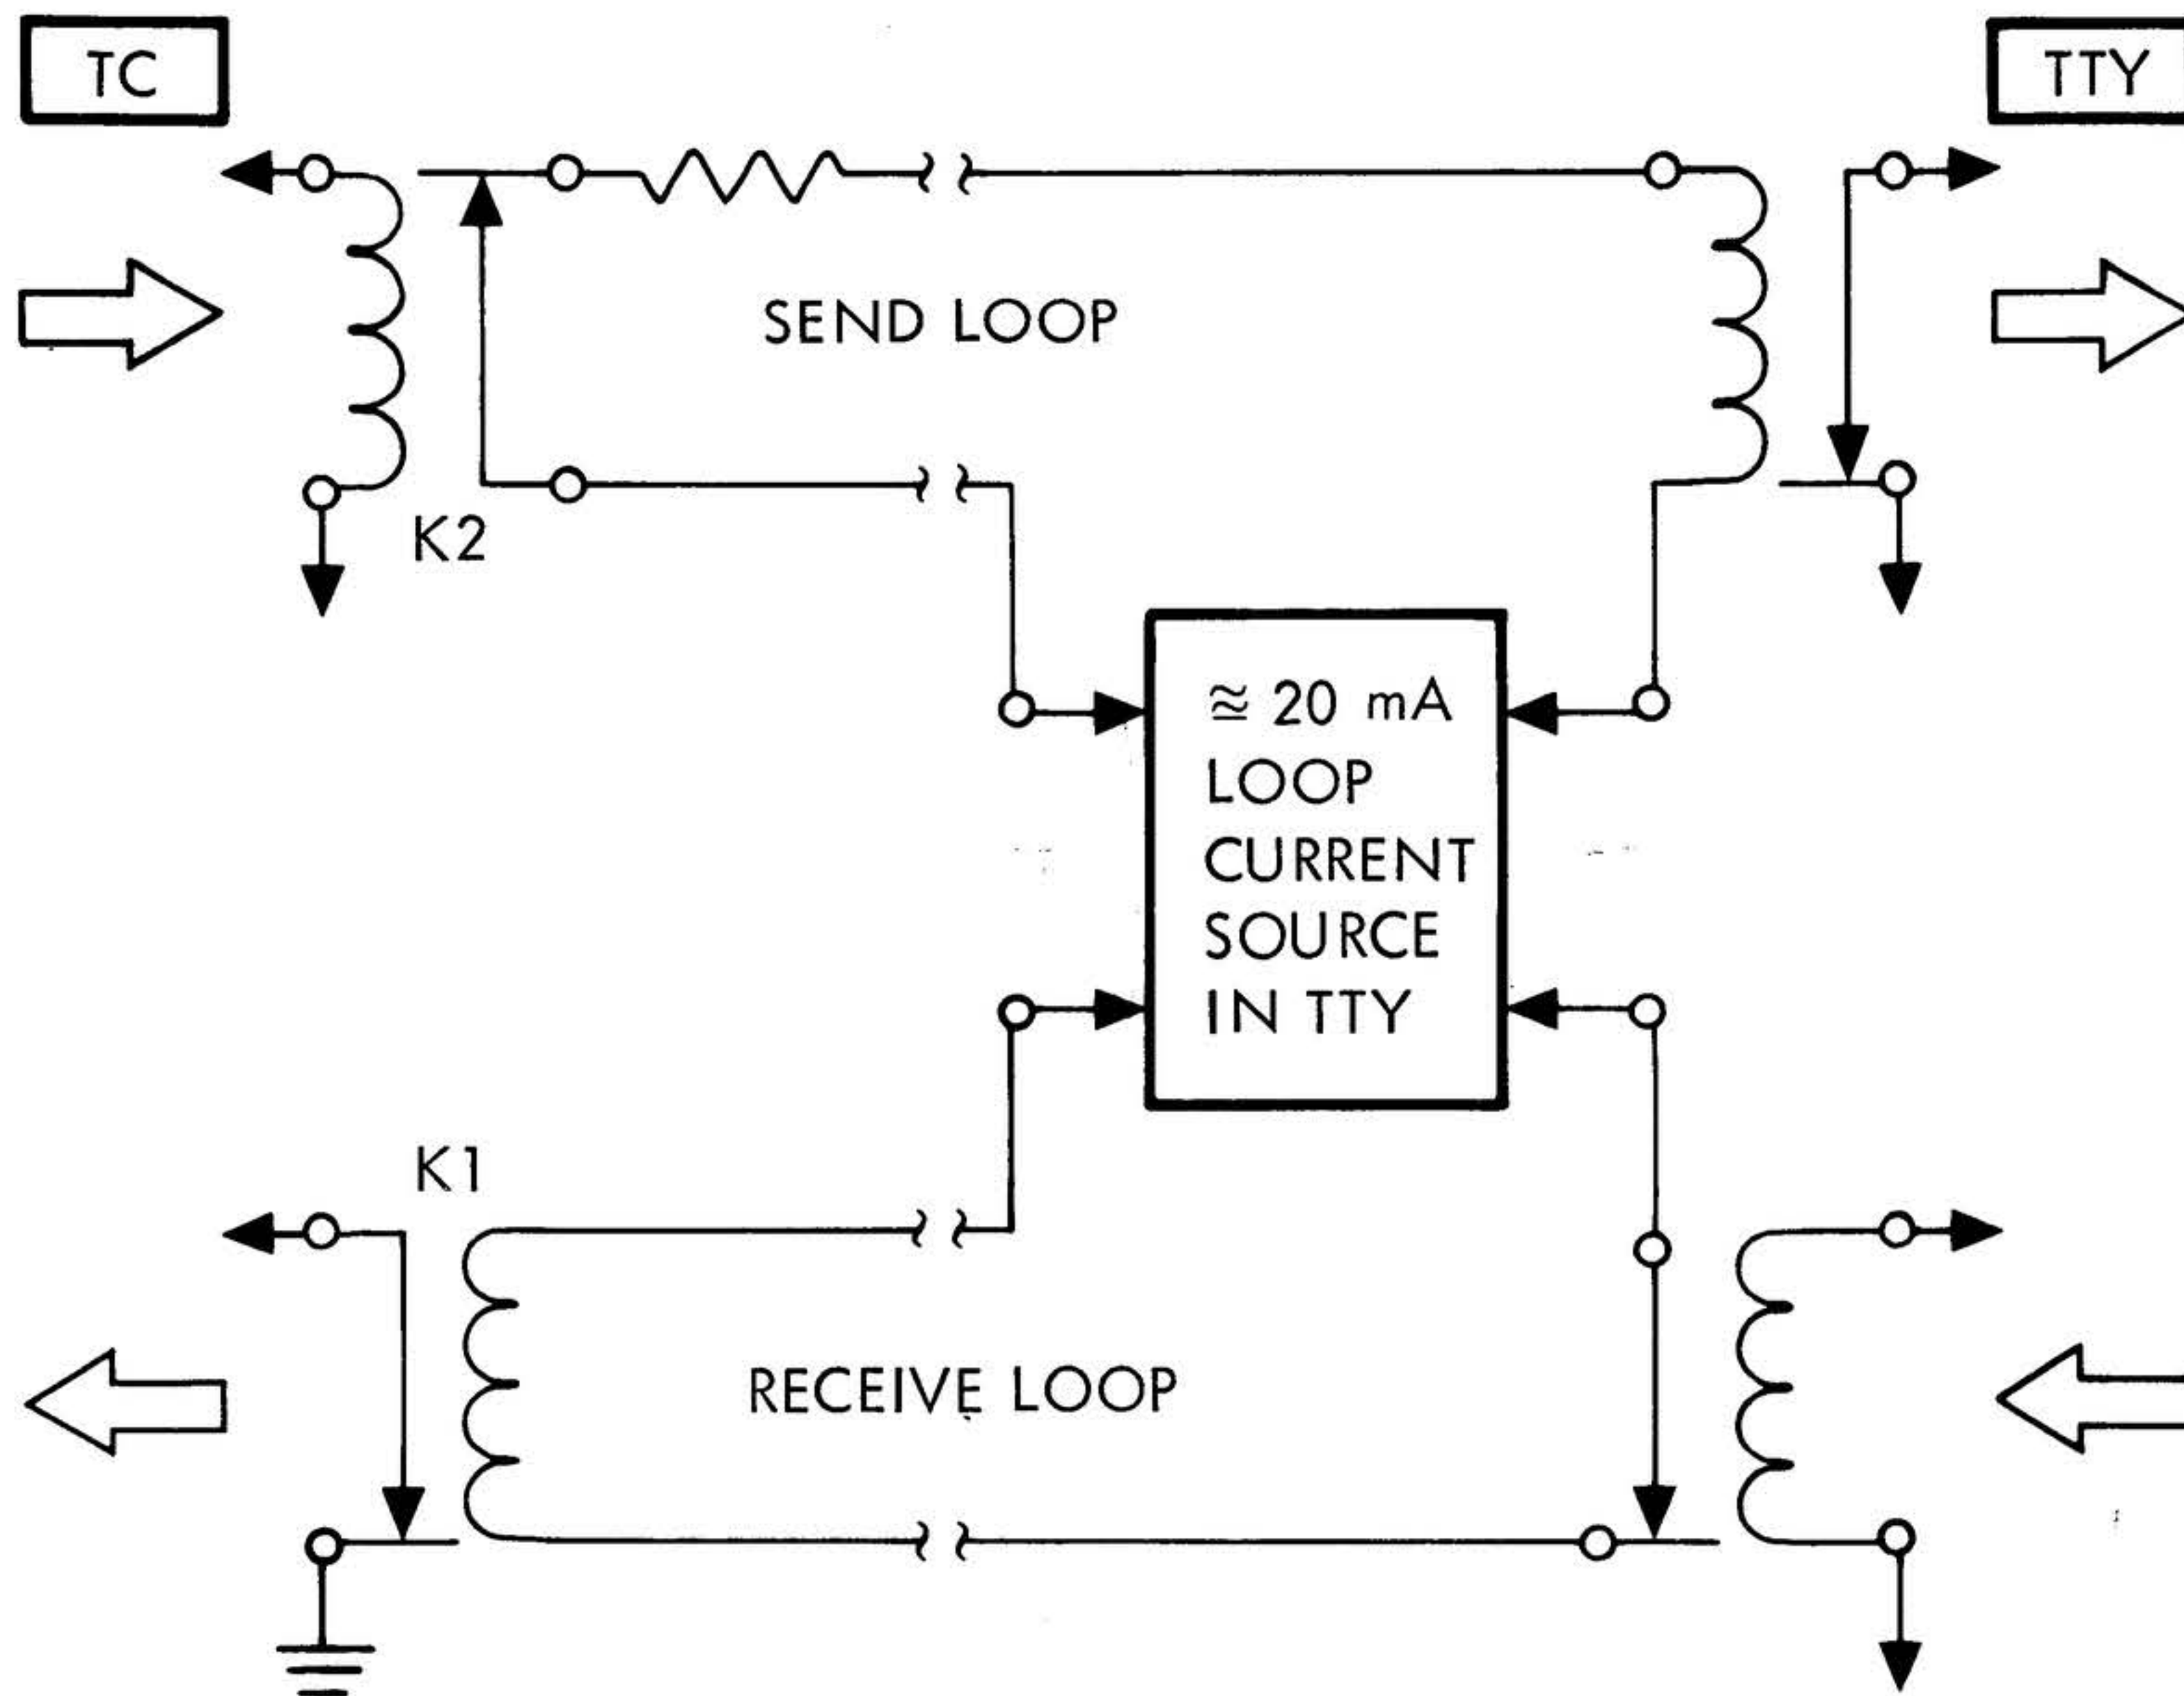 TC
TTY
SEND LOOP
K2
≊ 20 mA
LOOP
CURRENT
SOURCE
IN TTY
K1
RECEIVE LOOP